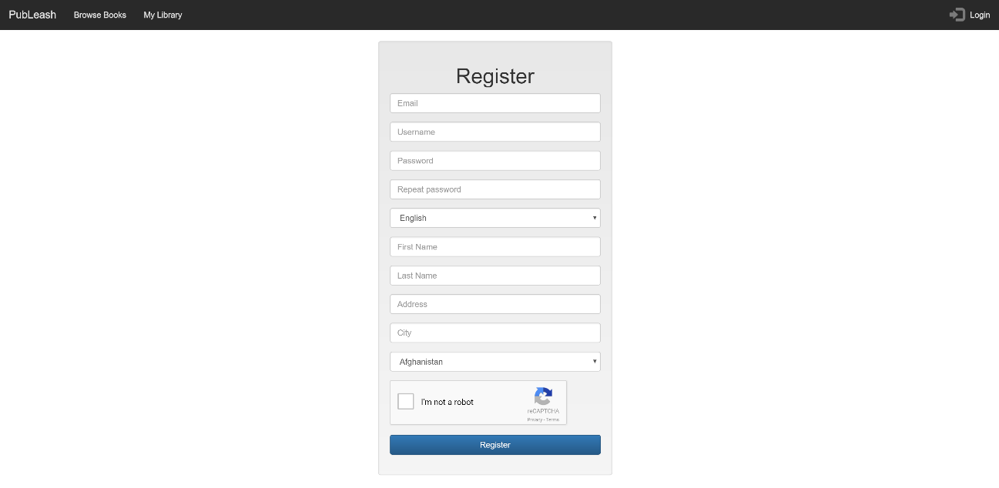 PubLeash Browse Books My Library Login
Register
Email
Username
Password
Repeat password
English
First Name
Last Name
Address
City
Afghanistan
I'm not a robot
reCAPTCHA
Privacy - Terms
Register